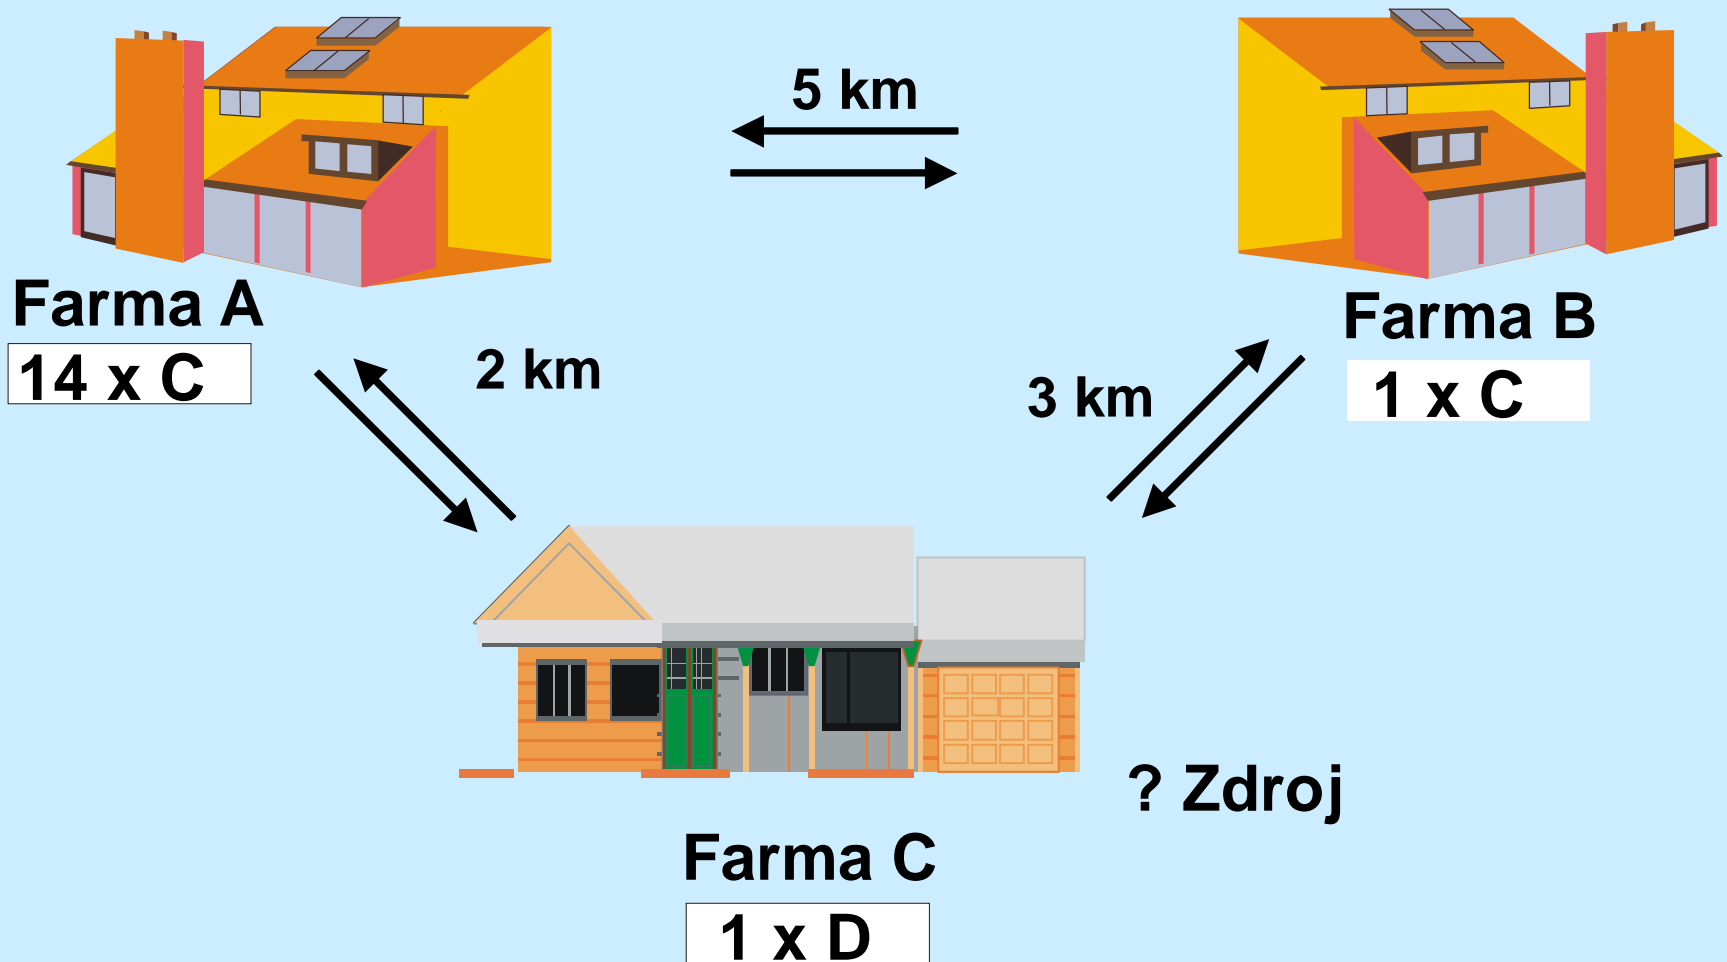 5 km
Farma A
14 x C
2 km
Farma B
1 x C
3 km
? Zdroj
Farma C
1 x D